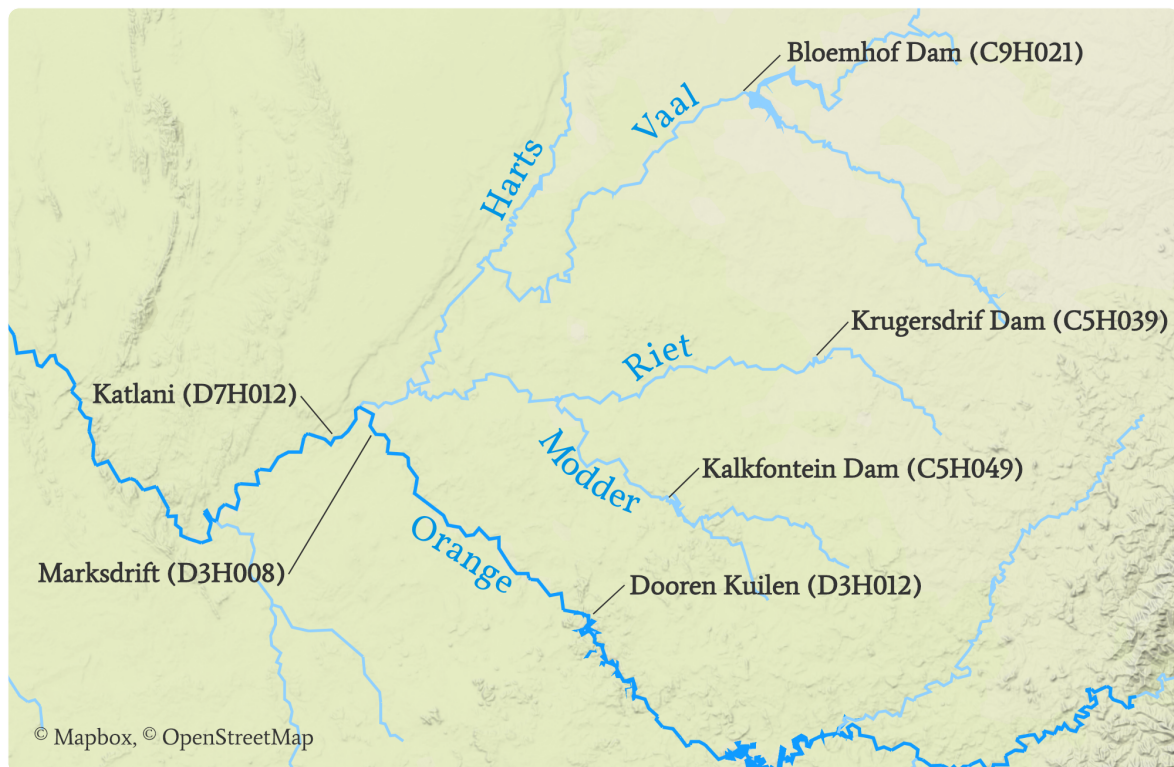 Bloemhof Dam (C9H021)
Vaal
Harts
Krugersdrif Dam (C5H039)
Riet
Katlani (D7H012)
Modder
Kalkfontein Dam (C5H049)
Orange
Marksdrift (D3H008)
Dooren Kuilen (D3H012)
© Mapbox, © OpenStreetMap